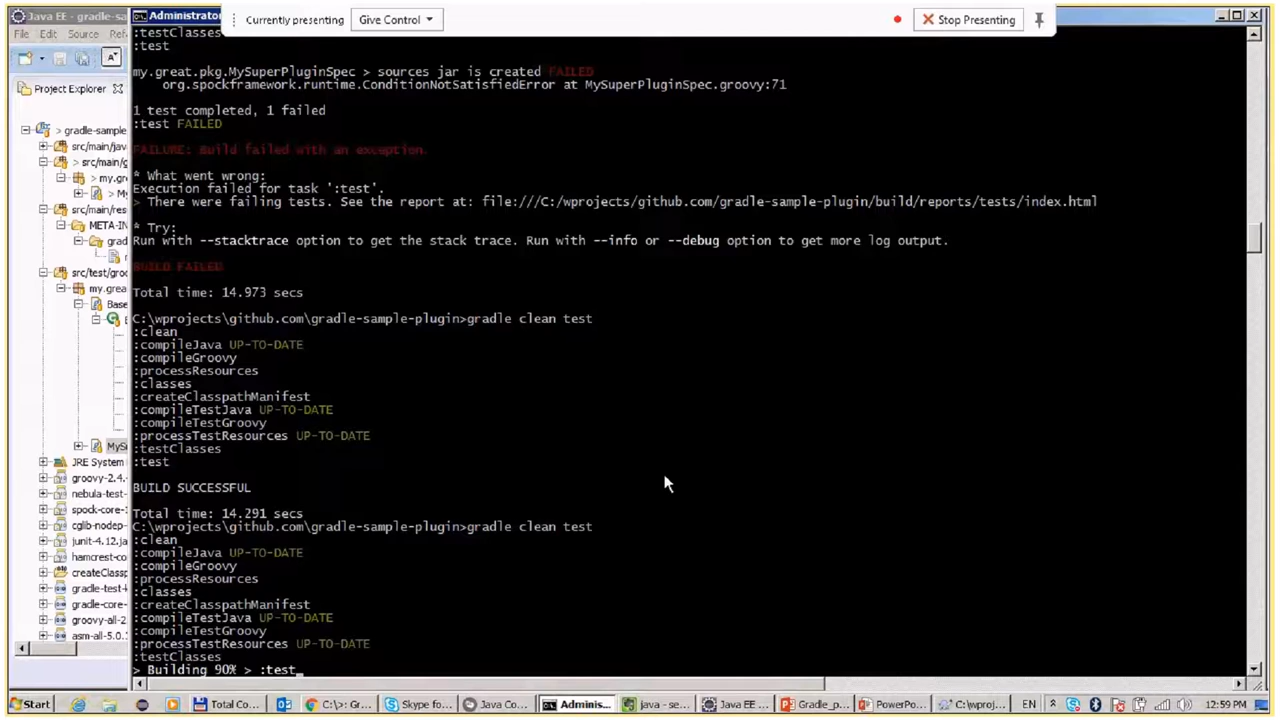 Java EE - gradle-sa
Administrato
Currently presenting
Give Control
Stop Presenting
File Edit Source Ref
Project Explorer
> gradle-sample
src/main/jav
> src/main/g
> my.gre
> M
src/main/res
META-IN
grad
src/test/groo
my.grea
Base
MyS
JRE System
groovy-2.4.
nebula-test-
spock-core-1
cglib-nodep-
junit-4.12.ja
hamcrest-co
createClassp
gradle-test-k
gradle-core-
groovy-all-2
asm-all-5.0.
:testClasses
:test
my.great.pkg.MySuperPluginSpec > sources jar is created FAILED
org.spockframework.runtime.ConditionNotSatisfiedError at MySuperPluginSpec.groovy:71
1 test completed, 1 failed
:test FAILED
FAILURE: Build failed with an exception.
* What went wrong:
Execution failed for task ':test'.
> There were failing tests. See the report at: file:///C:/wprojects/github.com/gradle-sample-plugin/build/reports/tests/index.html
* Try:
Run with --stacktrace option to get the stack trace. Run with --info or --debug option to get more log output.
BUILD FAILED
Total time: 14.973 secs
C:\wprojects\github.com\gradle-sample-plugin>gradle clean test
:clean
:compileJava UP-TO-DATE
:compileGroovy
:processResources
:classes
:createClasspathManifest
:compileTestJava UP-TO-DATE
:compileTestGroovy
:processTestResources UP-TO-DATE
:testClasses
:test
BUILD SUCCESSFUL
Total time: 14.291 secs
C:\wprojects\github.com\gradle-sample-plugin>gradle clean test
:clean
:compileJava UP-TO-DATE
:compileGroovy
:processResources
:classes
:createClasspathManifest
:compileTestJava UP-TO-DATE
:compileTestGroovy
:processTestResources UP-TO-DATE
:testClasses
> Building 90% > :test
Start
Total Co...
C:\>: Gr...
Skype fo...
Java Co...
Adminis...
java - se...
Java EE ...
Gradle_p...
PowerPo...
C:\wproj...
EN
12:59 PM